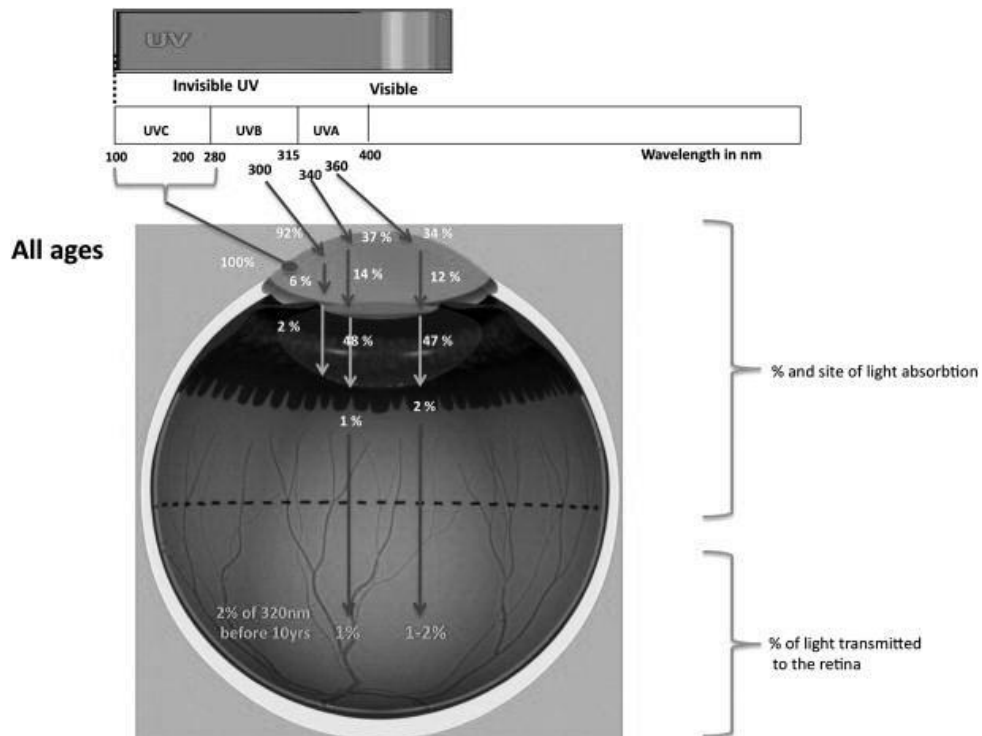 UV
Invisible UV
Visible
UVC UVB UVA
100 200 280 315 400 Wavelength in nm
300 340 360
All ages
92% 37 % 34 %
100%
6 % 14 % 12 %
2 % 48 % 47 %
1 % 2 %
% and site of light absorbtion
2% of 320nm
before 10yrs
1% 1-2%
% of light transmitted
to the retina